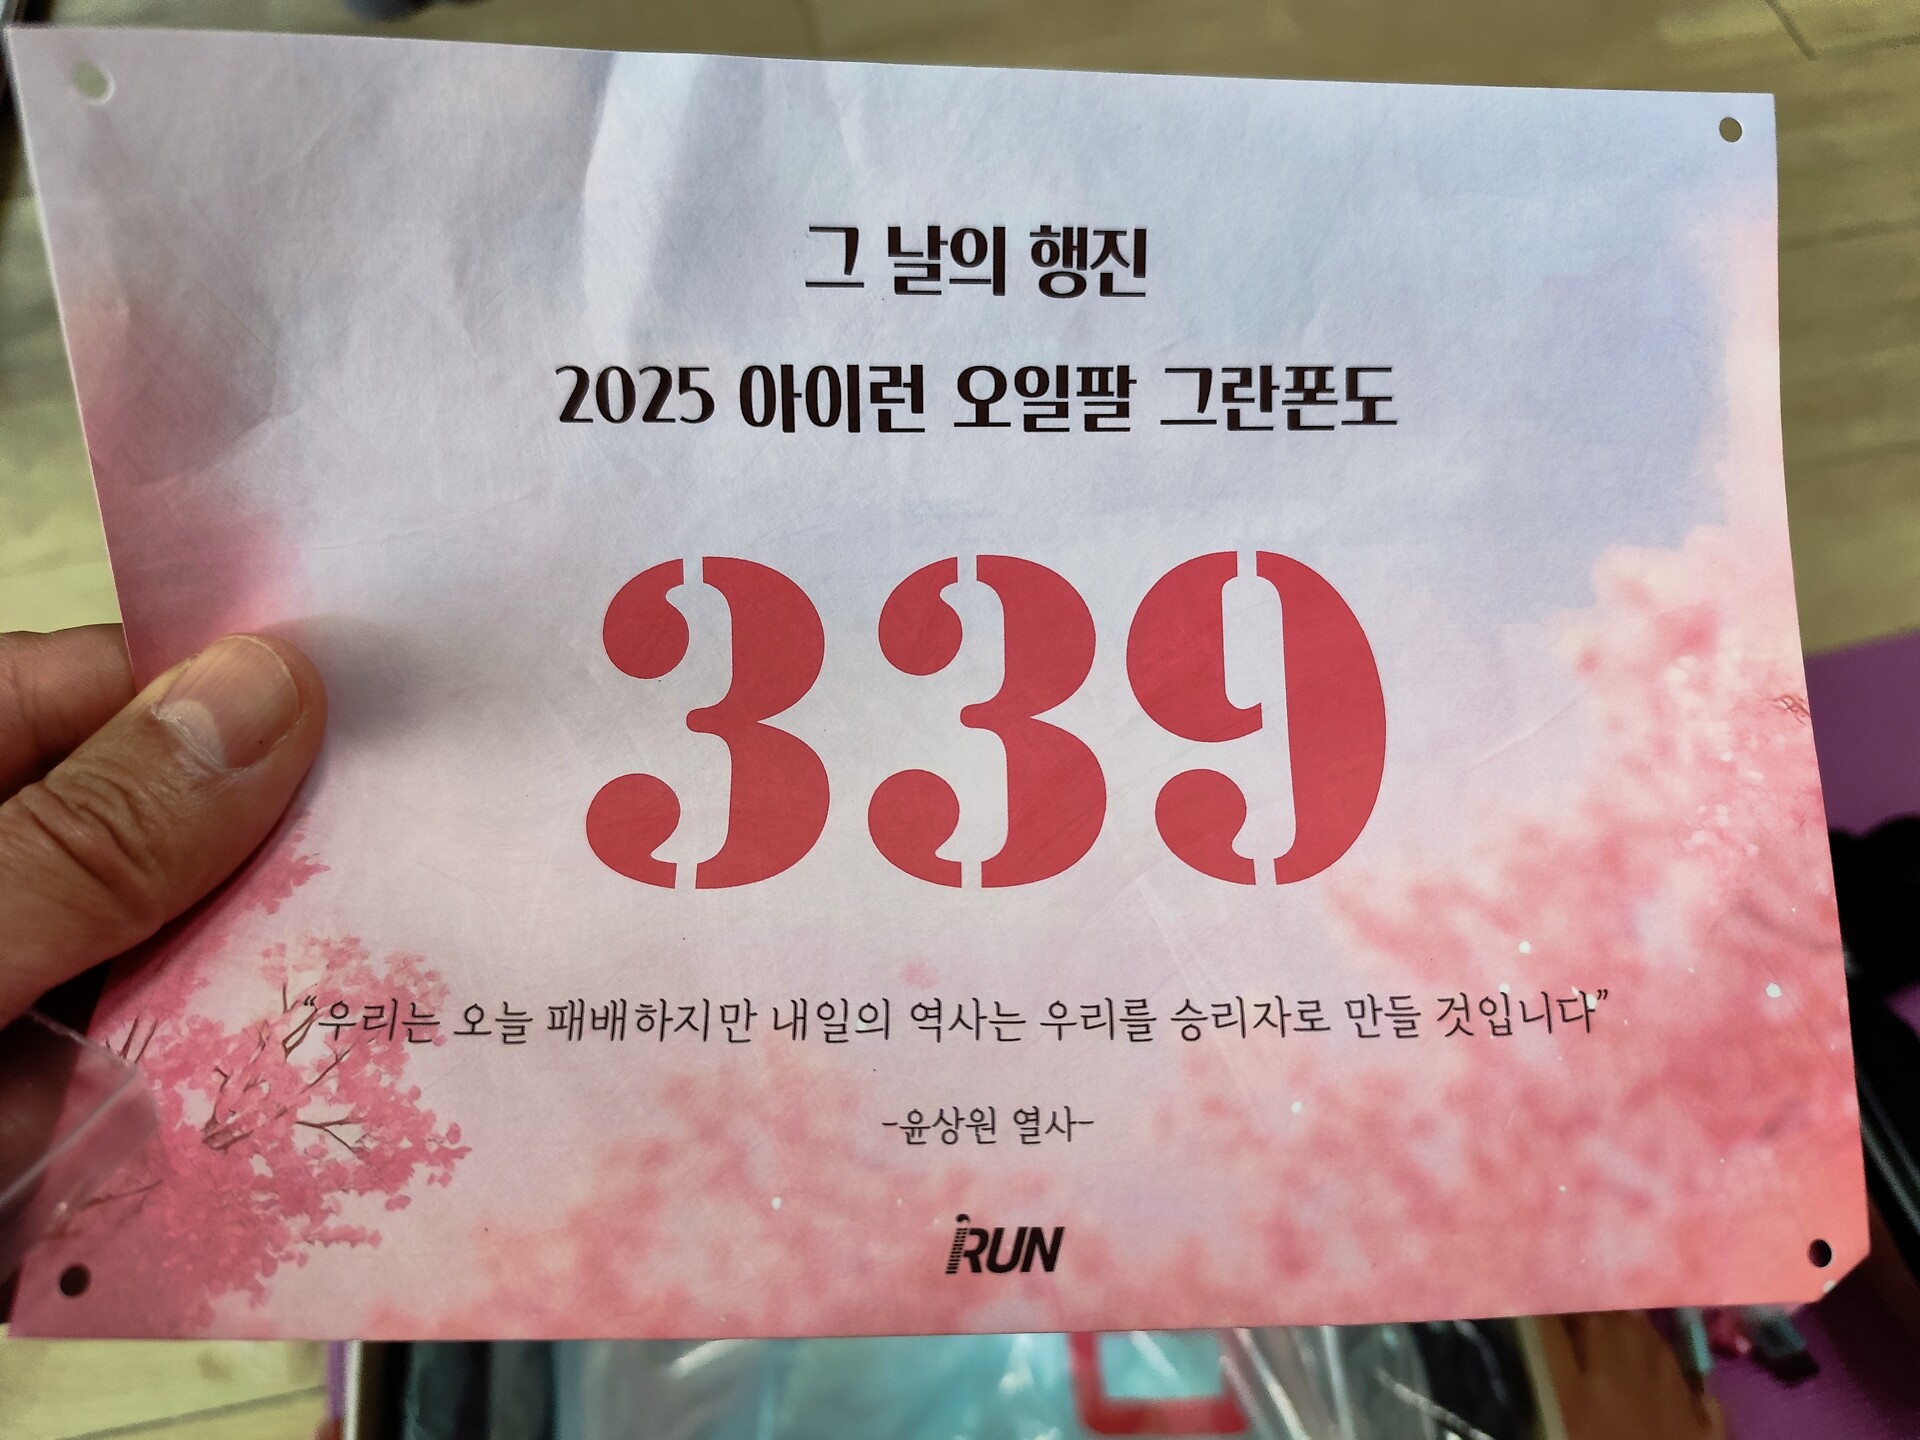 그 날의 행진
2025 아이런 오일팔 그란폰도
339
“우리는 오늘 패배하지만 내일의 역사는 우리를 승리자로 만들 것입니다”
-윤상원 열사-
iRUN